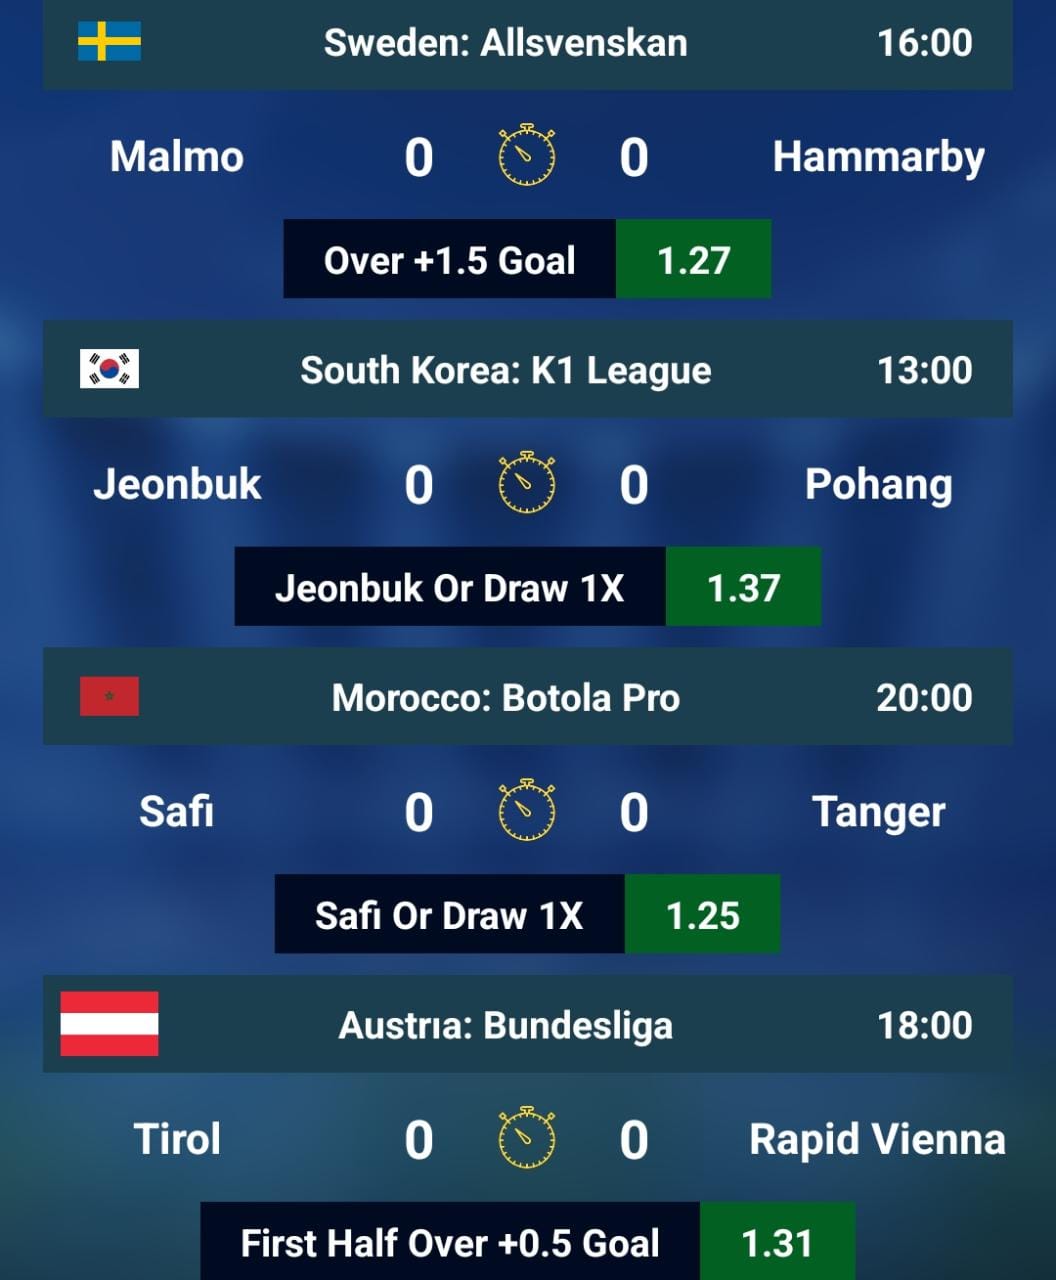 Sweden: Allsvenskan 16:00
Malmo 0 0 Hammarby
Over +1.5 Goal 1.27
South Korea: K1 League 13:00
Jeonbuk 0 0 Pohang
Jeonbuk Or Draw 1X 1.37
Morocco: Botola Pro 20:00
Safı 0 0 Tanger
Safı Or Draw 1X 1.25
Austrıa: Bundesliga 18:00
Tirol 0 0 Rapid Vienna
First Half Over +0.5 Goal 1.31